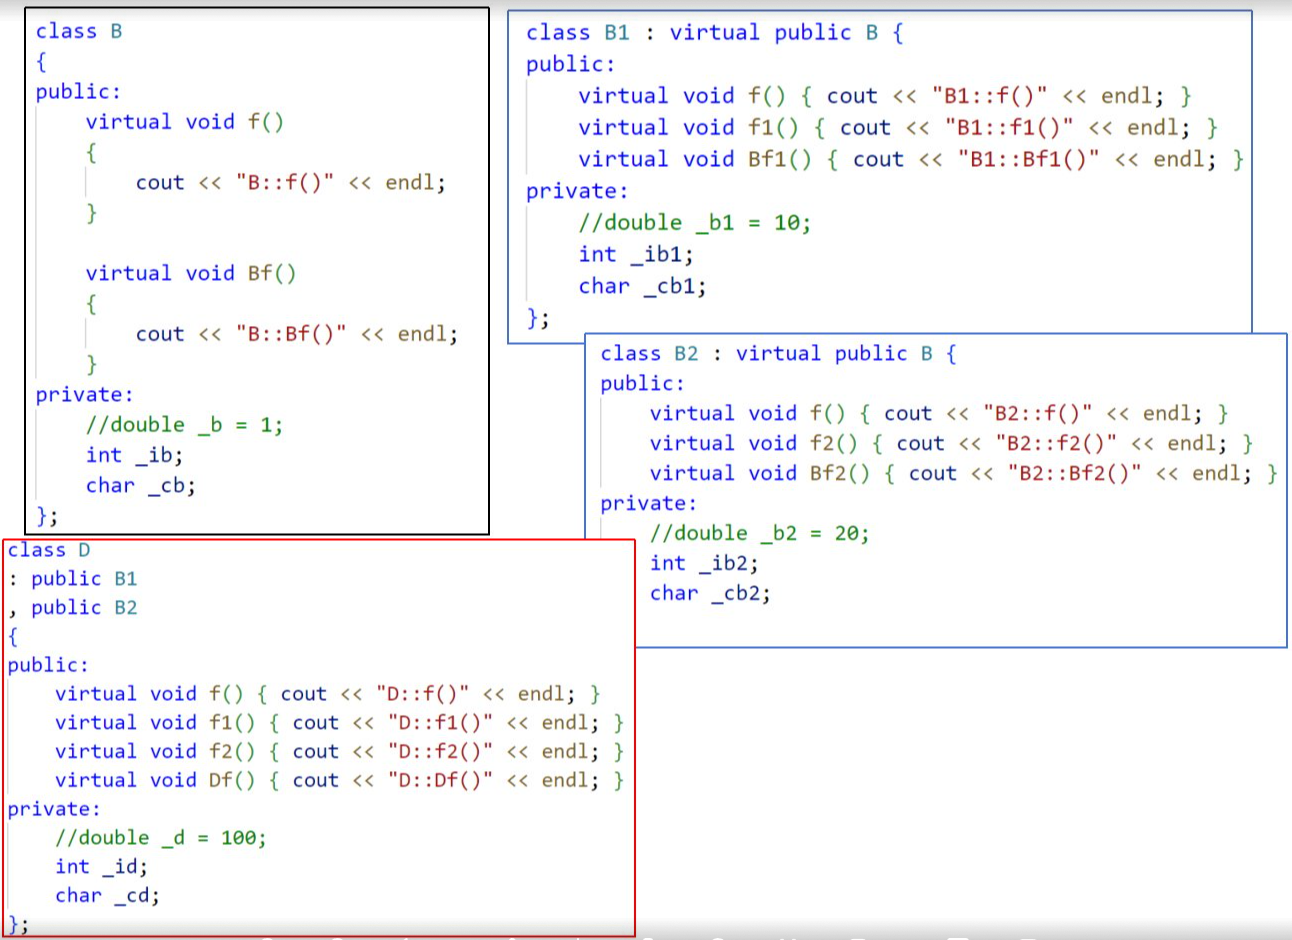 class B
{
public:
    virtual void f()
    {
        cout << "B::f()" << endl;
    }

    virtual void Bf()
    {
        cout << "B::Bf()" << endl;
    }
private:
    //double _b = 1;
    int _ib;
    char _cb;
};
class B1 : virtual public B {
public:
    virtual void f() { cout << "B1::f()" << endl; }
    virtual void f1() { cout << "B1::f1()" << endl; }
    virtual void Bf1() { cout << "B1::Bf1()" << endl; }
private:
    //double _b1 = 10;
    int _ib1;
    char _cb1;
};
class B2 : virtual public B {
public:
    virtual void f() { cout << "B2::f()" << endl; }
    virtual void f2() { cout << "B2::f2()" << endl; }
    virtual void Bf2() { cout << "B2::Bf2()" << endl; }
private:
    //double _b2 = 20;
    int _ib2;
    char _cb2;
class D
: public B1
, public B2
{
public:
    virtual void f() { cout << "D::f()" << endl; }
    virtual void f1() { cout << "D::f1()" << endl; }
    virtual void f2() { cout << "D::f2()" << endl; }
    virtual void Df() { cout << "D::Df()" << endl; }
private:
    //double _d = 100;
    int _id;
    char _cd;
};